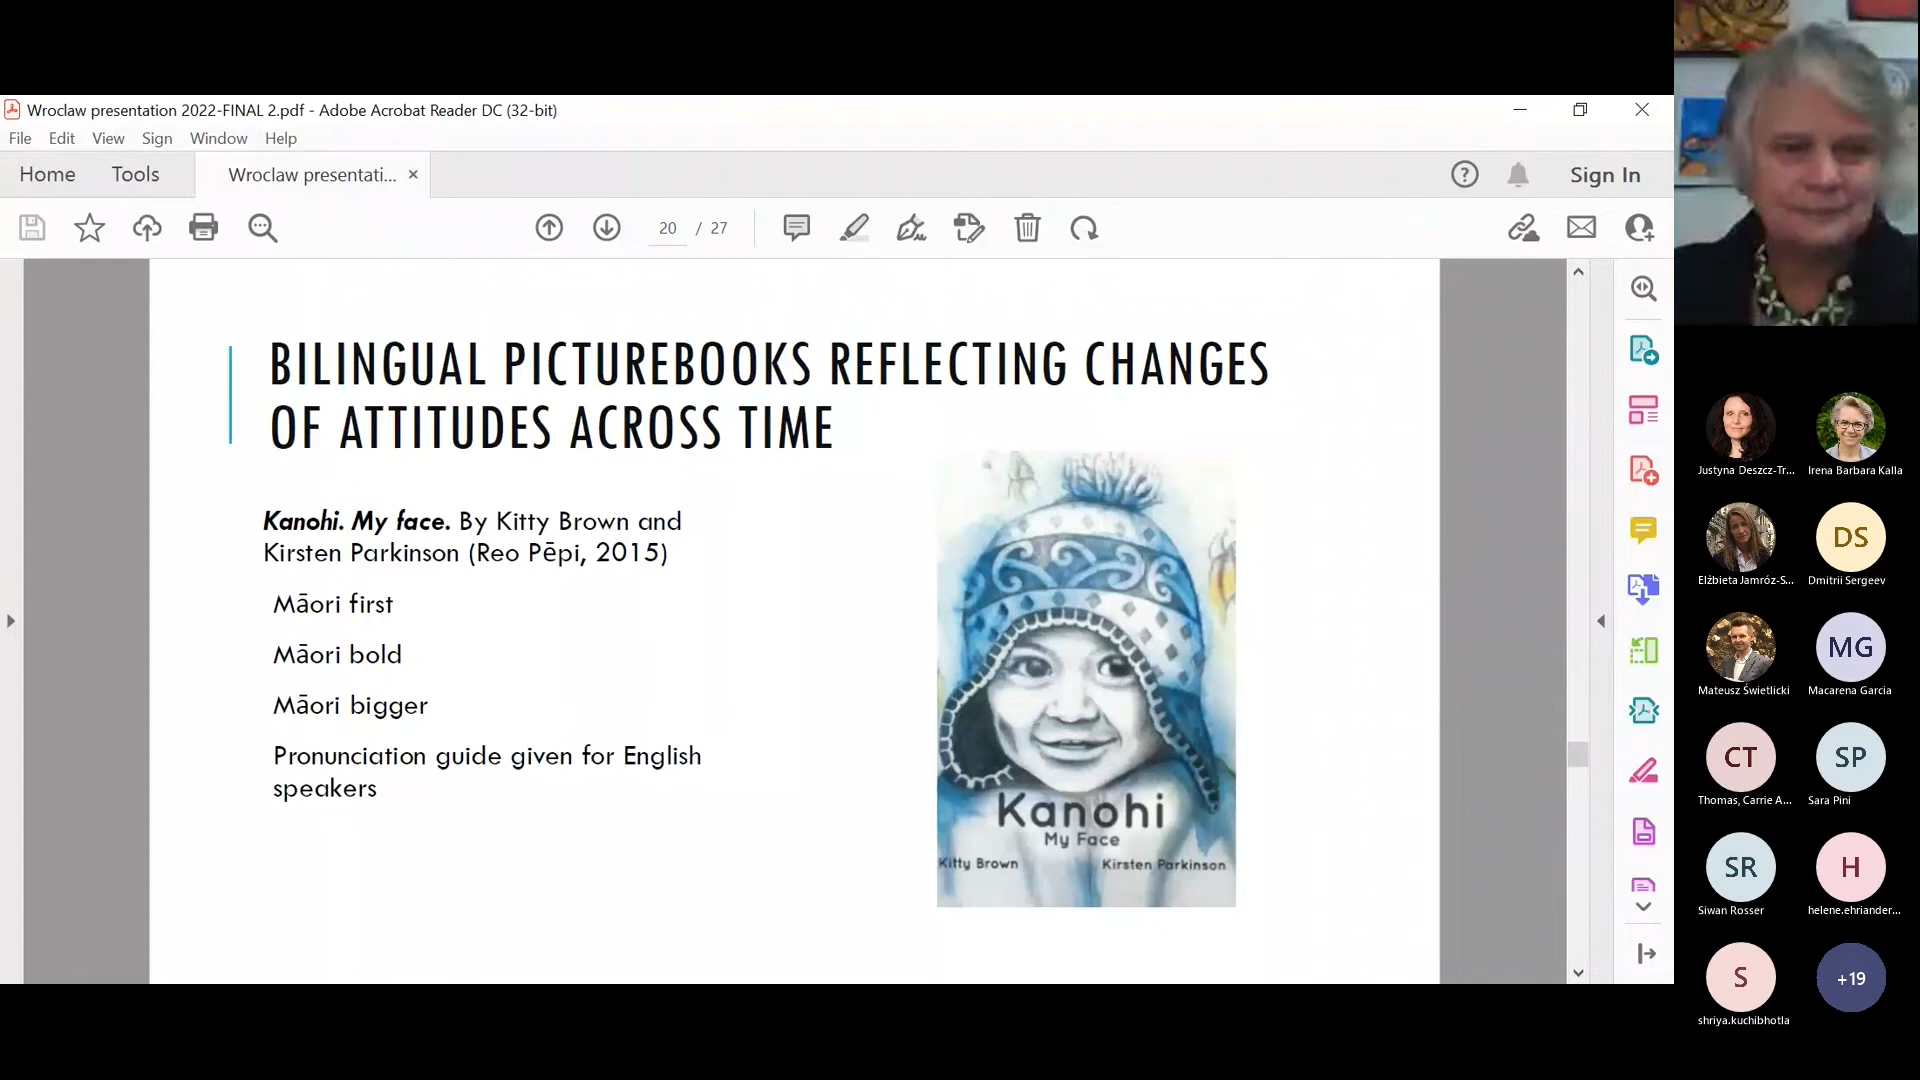 Wroclaw presentation 2022-FINAL 2.pdf - Adobe Acrobat Reader DC (32-bit)
File Edit View Sign Window Help
Home Tools Wroclaw presentati... × Sign In
20 / 27
BILINGUAL PICTUREBOOKS REFLECTING CHANGES
OF ATTITUDES ACROSS TIME
Kanohi. My face. By Kitty Brown and
Kirsten Parkinson (Reo Pēpi, 2015)
Māori first
Māori bold
Māori bigger
Pronunciation guide given for English
speakers
Kanohi
My Face
Kitty Brown Kirsten Parkinson
Justyna Deszcz-Tr... Irena Barbara Kalla
DS
Elżbieta Jamróz-S... Dmitrii Sergeev
MG
Mateusz Świetlicki Macarena Garcia
CT SP
Thomas, Carrie A... Sara Pini
SR H
Siwan Rosser helene.ehriander...
S +19
shriya.kuchibhotla